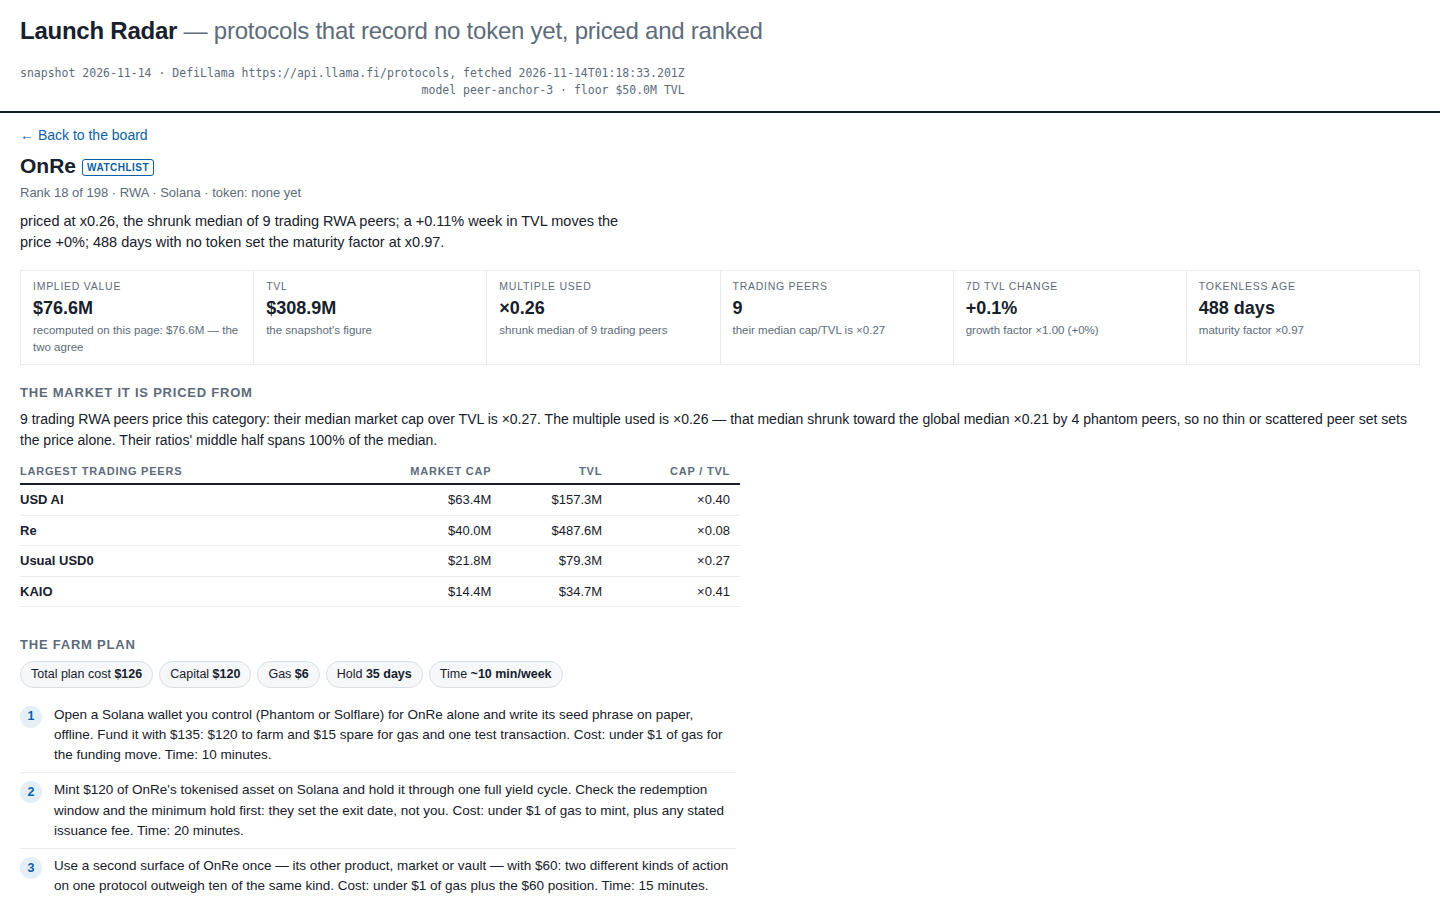 Launch Radar — protocols that record no token yet, priced and ranked
snapshot 2026-11-14 · DefiLlama https://api.llama.fi/protocols, fetched 2026-11-14T01:18:33.201Z
model peer-anchor-3 · floor $50.0M TVL
← Back to the board
OnRe WATCHLIST
Rank 18 of 198 · RWA · Solana · token: none yet
priced at x0.26, the shrunk median of 9 trading RWA peers; a +0.11% week in TVL moves the
price +0%; 488 days with no token set the maturity factor at x0.97.
IMPLIED VALUE
$76.6M
recomputed on this page: $76.6M — the
two agree
TVL
$308.9M
the snapshot's figure
MULTIPLE USED
×0.26
shrunk median of 9 trading peers
TRADING PEERS
9
their median cap/TVL is ×0.27
7D TVL CHANGE
+0.1%
growth factor ×1.00 (+0%)
TOKENLESS AGE
488 days
maturity factor ×0.97
THE MARKET IT IS PRICED FROM
9 trading RWA peers price this category: their median market cap over TVL is ×0.27. The multiple used is ×0.26 — that median shrunk toward the global median ×0.21 by 4 phantom peers, so no thin or scattered peer set sets
the price alone. Their ratios' middle half spans 100% of the median.
LARGEST TRADING PEERS MARKET CAP TVL CAP / TVL
USD AI $63.4M $157.3M ×0.40
Re $40.0M $487.6M ×0.08
Usual USD0 $21.8M $79.3M ×0.27
KAIO $14.4M $34.7M ×0.41
THE FARM PLAN
Total plan cost $126 Capital $120 Gas $6 Hold 35 days Time ~10 min/week
1 Open a Solana wallet you control (Phantom or Solflare) for OnRe alone and write its seed phrase on paper,
offline. Fund it with $135: $120 to farm and $15 spare for gas and one test transaction. Cost: under $1 of gas for
the funding move. Time: 10 minutes.
2 Mint $120 of OnRe's tokenised asset on Solana and hold it through one full yield cycle. Check the redemption
window and the minimum hold first: they set the exit date, not you. Cost: under $1 of gas to mint, plus any stated
issuance fee. Time: 20 minutes.
3 Use a second surface of OnRe once — its other product, market or vault — with $60: two different kinds of action
on one protocol outweigh ten of the same kind. Cost: under $1 of gas plus the $60 position. Time: 15 minutes.